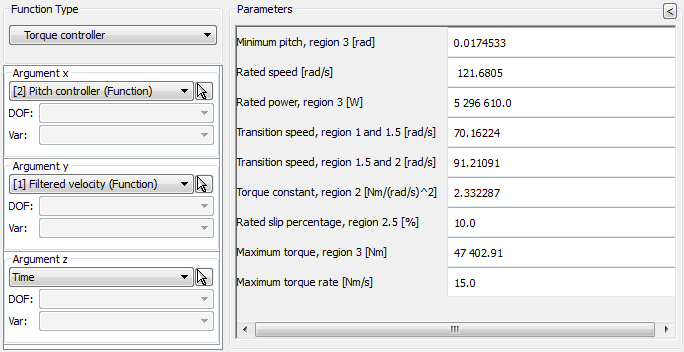 Function Type
Torque controller
Argument x
[2] Pitch controller (Function)
DOF:
Var:
Argument y
[1] Filtered velocity (Function)
DOF:
Var:
Argument z
Time
DOF:
Var:
Parameters
<
Minimum pitch, region 3 [rad] 0.0174533
Rated speed [rad/s] 121.6805
Rated power, region 3 [W] 5 296 610.0
Transition speed, region 1 and 1.5 [rad/s] 70.16224
Transition speed, region 1.5 and 2 [rad/s] 91.21091
Torque constant, region 2 [Nm/(rad/s)^2] 2.332287
Rated slip percentage, region 2.5 [%] 10.0
Maximum torque, region 3 [Nm] 47 402.91
Maximum torque rate [Nm/s] 15.0